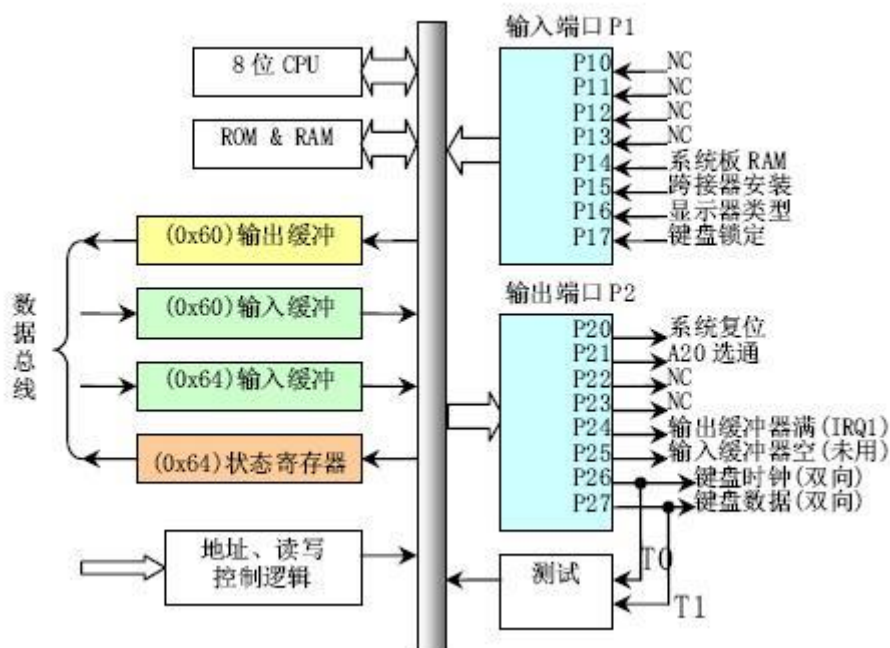 8 位 CPU
ROM & RAM
(0x60)输出缓冲
(0x60)输入缓冲
(0x64)输入缓冲
(0x64)状态寄存器
数据总线
地址、读写
控制逻辑
输入端口 P1
P10 NC
P11 NC
P12 NC
P13 NC
P14 系统板 RAM
P15 跨接器安装
P16 显示器类型
P17 键盘锁定
输出端口 P2
P20 系统复位
P21 A20 选通
P22 NC
P23 NC
P24 输出缓冲器满(IRQ1)
P25 输入缓冲器空(未用)
P26 键盘时钟(双向)
P27 键盘数据(双向)
测试
T0
T1